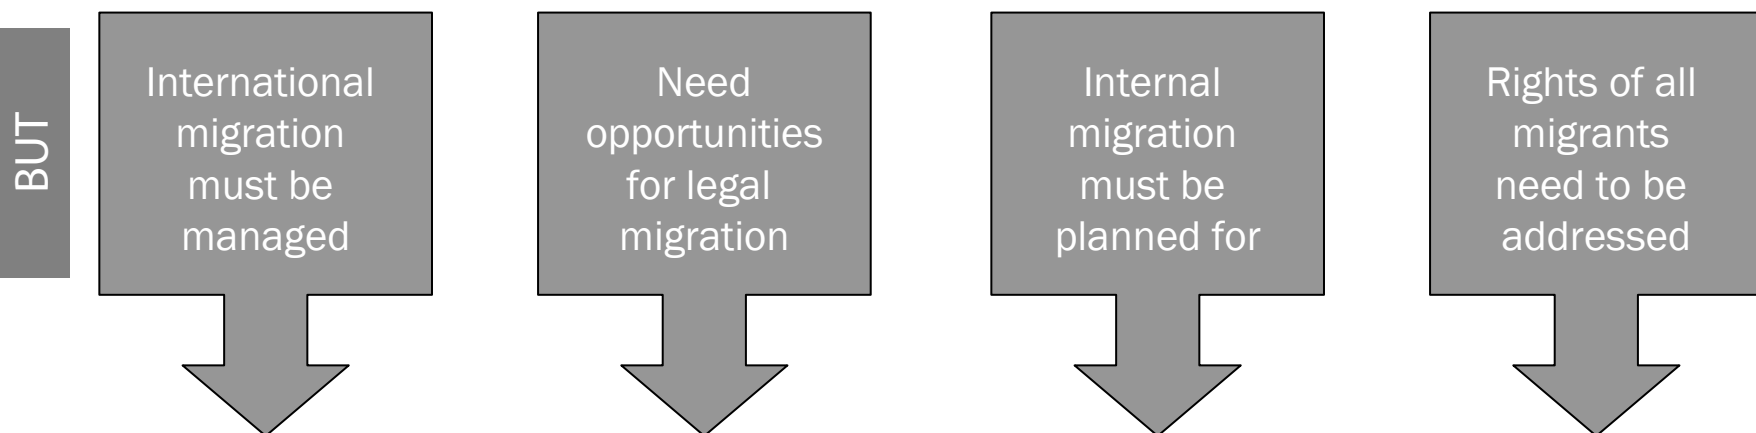 BUT
International
migration
must be
managed
Need
opportunities
for legal
migration
Internal
migration
must be
planned for
Rights of all
migrants
need to be
addressed